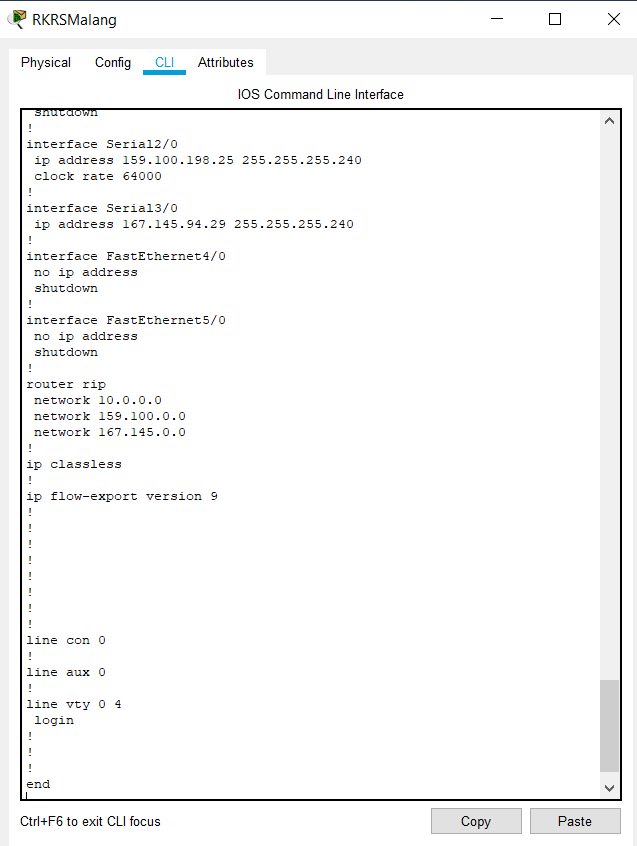 RKRSMalang
Physical Config CLI Attributes
IOS Command Line Interface
shutdown
!
interface Serial2/0
ip address 159.100.198.25 255.255.255.240
clock rate 64000
!
interface Serial3/0
ip address 167.145.94.29 255.255.255.240
!
interface FastEthernet4/0
no ip address
shutdown
!
interface FastEthernet5/0
no ip address
shutdown
!
router rip
network 10.0.0.0
network 159.100.0.0
network 167.145.0.0
!
ip classless
!
ip flow-export version 9
!
!
!
!
!
!
!
!
line con 0
!
line aux 0
!
line vty 0 4
login
!
!
!
end
Ctrl+F6 to exit CLI focus
Copy Paste